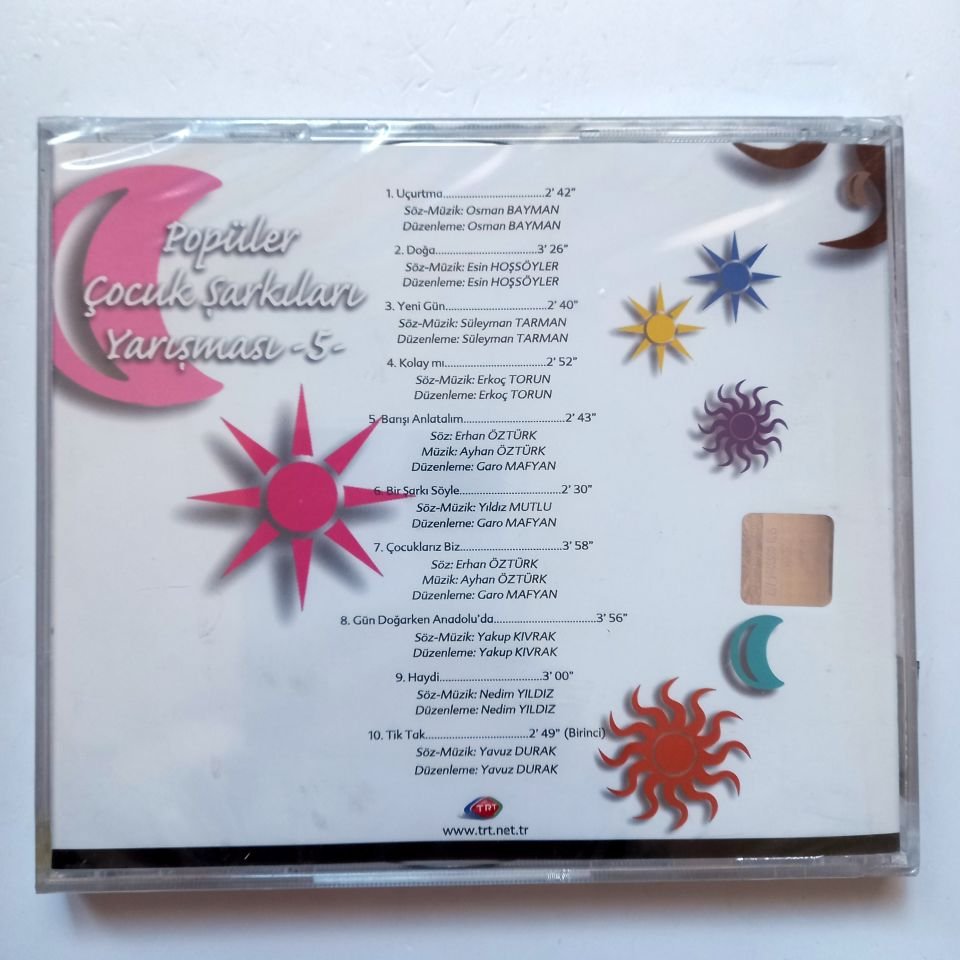 Popüler
Çocuk Şarkıları
Yarışması -5-
1. Uçurtma..............................2' 42"
Söz-Müzik: Osman BAYMAN
Düzenleme: Osman BAYMAN
2. Doğa..............................3' 26"
Söz-Müzik: Esin HOŞSÖYLER
Düzenleme: Esin HOŞSÖYLER
3. Yeni Gün..............................2' 40"
Söz-Müzik: Süleyman TARMAN
Düzenleme: Süleyman TARMAN
4. Kolay mı..............................2' 52"
Söz-Müzik: Erkoç TORUN
Düzenleme: Erkoç TORUN
5. Barışı Anlatalım..............................2' 43"
Söz: Erhan ÖZTÜRK
Müzik: Ayhan ÖZTÜRK
Düzenleme: Garo MAFYAN
6. Bir Şarkı Söyle..............................2' 30"
Söz-Müzik: Yıldız MUTLU
Düzenleme: Garo MAFYAN
7. Çocuklarız Biz..............................3' 58"
Söz: Erhan ÖZTÜRK
Müzik: Ayhan ÖZTÜRK
Düzenleme: Garo MAFYAN
8. Gün Doğarken Anadolu'da..............................3' 56"
Söz-Müzik: Yakup KIVRAK
Düzenleme: Yakup KIVRAK
9. Haydi..............................3' 00"
Söz-Müzik: Nedim YILDIZ
Düzenleme: Nedim YILDIZ
10. Tik Tak..............................2' 49" (Birinci)
Söz-Müzik: Yavuz DURAK
Düzenleme: Yavuz DURAK
TRT
www.trt.net.tr